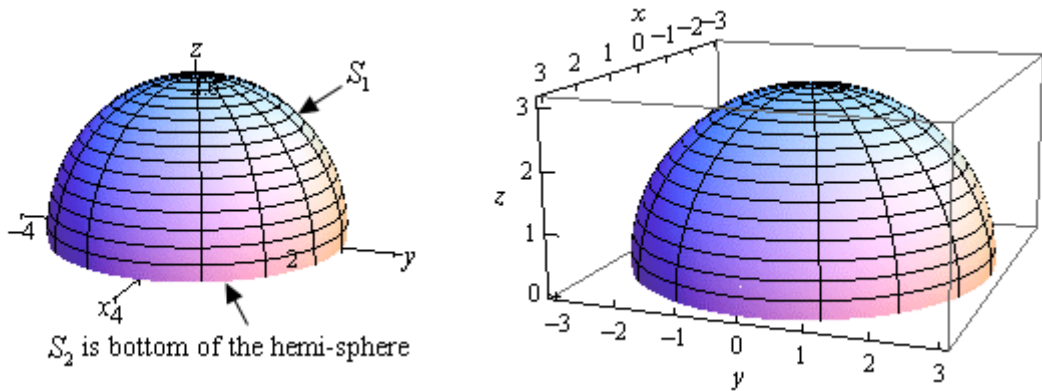 z
S₁
−4
2
y
x
4
S₂ is bottom of the hemi-sphere
x
3 2 1 0 −1 −2 −3
3
2
1
0
z
−3 −2 −1 0 1 2 3
y